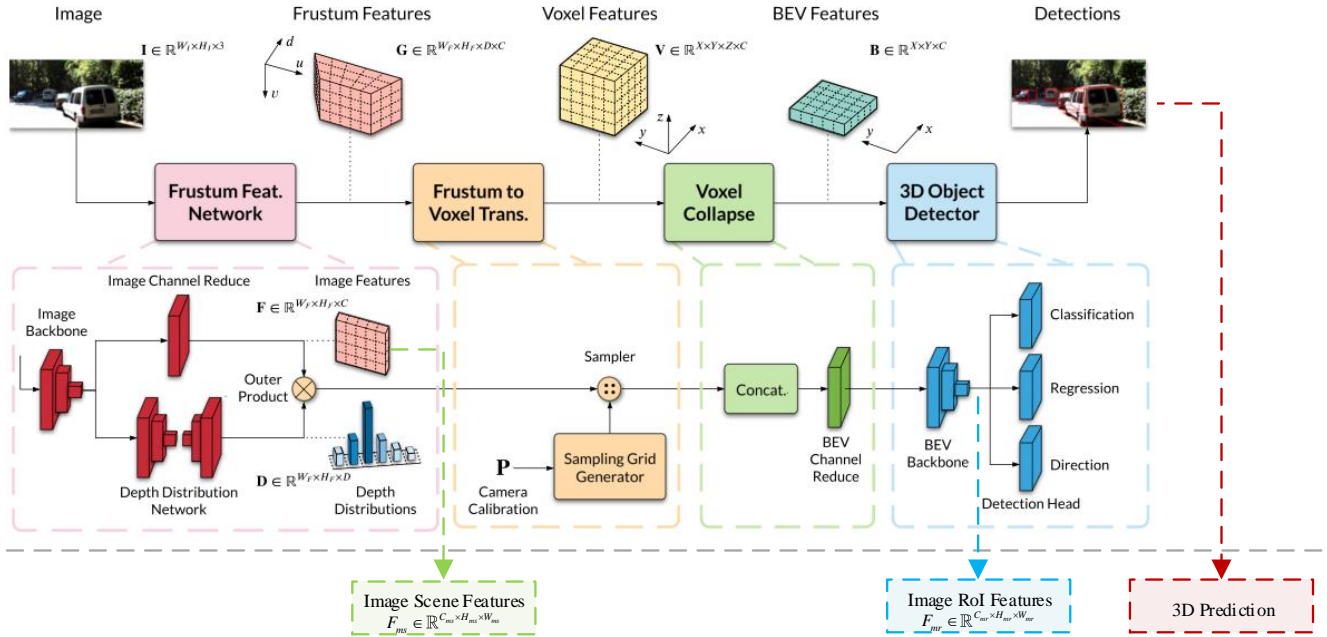 Image
Frustum Features
Voxel Features
BEV Features
Detections
I ∈ ℝ^{W_I×H_I×3}
G ∈ ℝ^{W_F×H_F×D×C}
V ∈ ℝ^{X×Y×Z×C}
B ∈ ℝ^{X×Y×C}
d
u
v
z
y
x
y
x
Frustum Feat.
Network
Frustum to
Voxel Trans.
Voxel
Collapse
3D Object
Detector
Image Channel Reduce
Image Features
F ∈ ℝ^{W_F×H_F×C}
Image
Backbone
Outer
Product
D ∈ ℝ^{W_F×H_F×D}
Depth Distribution
Network
Depth
Distributions
Sampler
P
Camera
Calibration
Sampling Grid
Generator
Concat.
BEV
Channel
Reduce
BEV
Backbone
Classification
Regression
Direction
Detection Head
Image Scene Features
F_{ms} ∈ ℝ^{C_{ms}×H_{ms}×W_{ms}}
Image RoI Features
F_{mr} ∈ ℝ^{C_{mr}×H_{mr}×W_{mr}}
3D Prediction